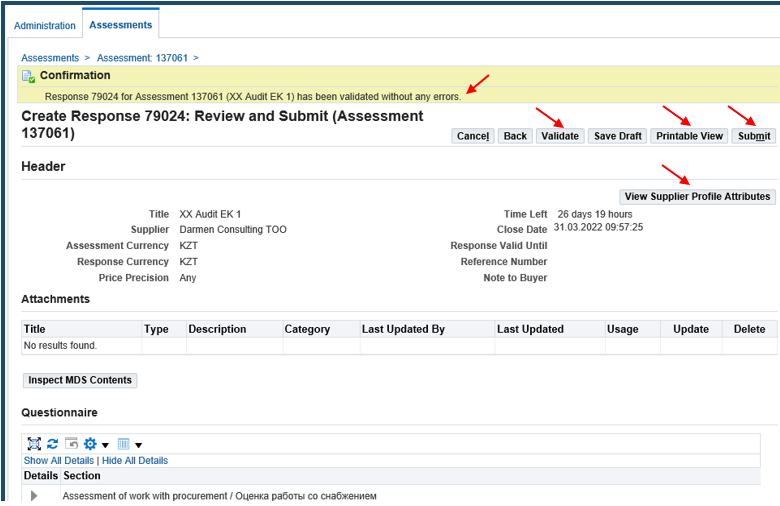 Administration Assessments
Assessments > Assessment: 137061 >
Confirmation
Response 79024 for Assessment 137061 (XX Audit EK 1) has been validated without any errors.
Create Response 79024: Review and Submit (Assessment
137061)
Cancel Back Validate Save Draft Printable View Submit
Header
View Supplier Profile Attributes
Title XX Audit EK 1
Supplier Darmen Consulting TOO
Assessment Currency KZT
Response Currency KZT
Price Precision Any
Time Left 26 days 19 hours
Close Date 31.03.2022 09:57:25
Response Valid Until
Reference Number
Note to Buyer
Attachments
Title Type Description Category Last Updated By Last Updated Usage Update Delete
No results found.
Inspect MDS Contents
Questionnaire
Show All Details | Hide All Details
Details Section
Assessment of work with procurement / Оценка работы со снабжением